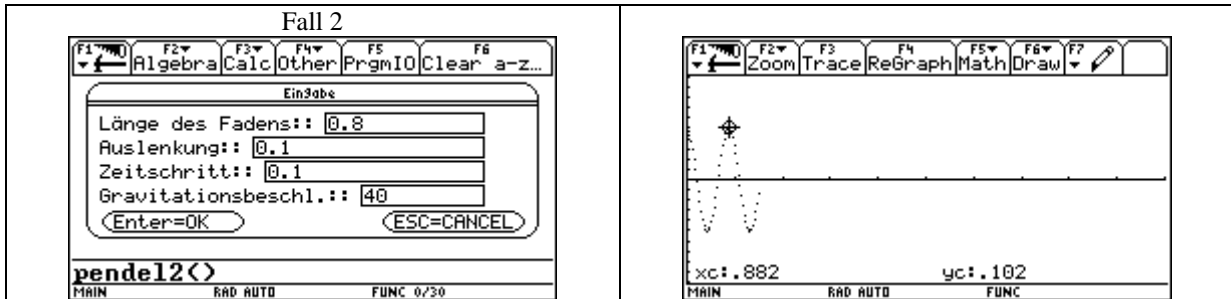 Fall 2
F1 F2 Algebra F3 Calc F4 Other F5 PrgmIO F6 Clear a-z…
Eingabe
Länge des Fadens:: 0.8
Auslenkung:: 0.1
Zeitschritt:: 0.1
Gravitationsbeschl.:: 40
Enter=OK ESC=CANCEL
pendel2()
MAIN RAD AUTO FUNC 0/30
F1 F2 Zoom F3 Trace F4 ReGraph F5 Math F6 Draw F7
xc:.882 yc:.102
MAIN RAD AUTO FUNC